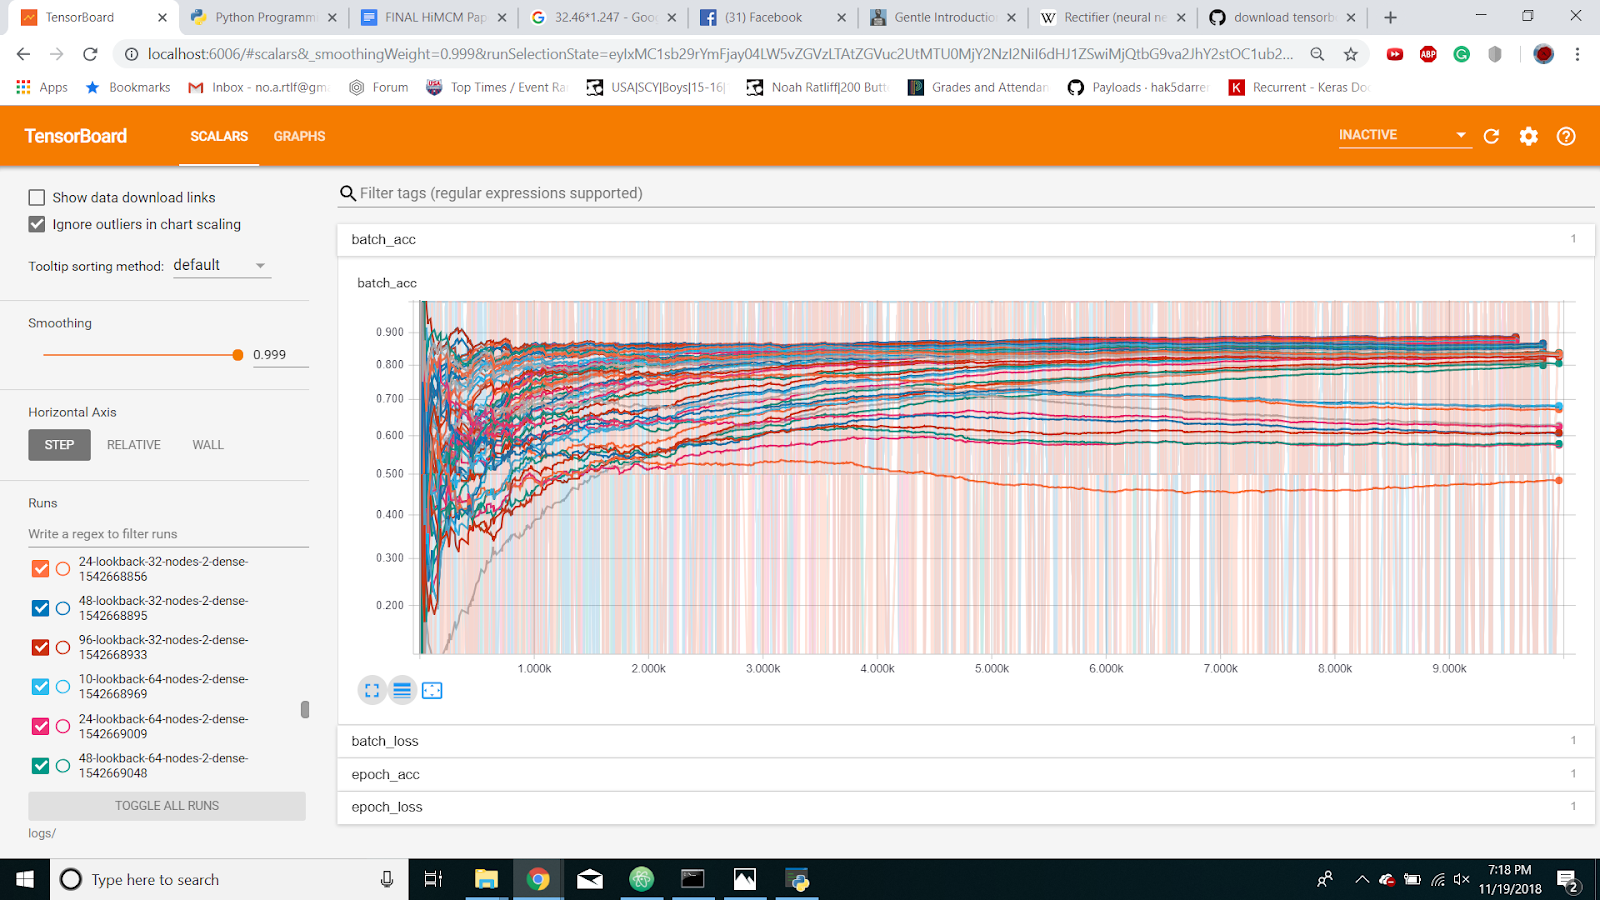 TensorBoard
Python Programmi
FINAL HiMCM Pap
32.46*1.247 - Goo
(31) Facebook
Gentle Introduction
Rectifier (neural ne
download tensorb
localhost:6006/#scalars&_smoothingWeight=0.999&runSelectionState=
Apps
Bookmarks
Inbox - no.a.rtlf@gm
Forum
Top Times / Event Ra
USA|SCY|Boys|15-16|
Noah Ratliff|200 Butt
Grades and Attendan
Payloads · hak5darren
Recurrent - Keras Do
TensorBoard
SCALARS
GRAPHS
INACTIVE
Show data download links
Ignore outliers in chart scaling
Tooltip sorting method: default
Smoothing
0.999
Horizontal Axis
STEP
RELATIVE
WALL
Runs
Write a regex to filter runs
24-lookback-32-nodes-2-dense-
1542668856
48-lookback-32-nodes-2-dense-
1542668895
96-lookback-32-nodes-2-dense-
1542668933
10-lookback-64-nodes-2-dense-
1542668969
24-lookback-64-nodes-2-dense-
1542669009
48-lookback-64-nodes-2-dense-
1542669048
TOGGLE ALL RUNS
logs/
Filter tags (regular expressions supported)
batch_acc
1
batch_acc
0.900
0.800
0.700
0.600
0.500
0.400
0.300
0.200
1.000k
2.000k
3.000k
4.000k
5.000k
6.000k
7.000k
8.000k
9.000k
batch_loss
1
epoch_acc
1
epoch_loss
1
Type here to search
7:18 PM
11/19/2018
2